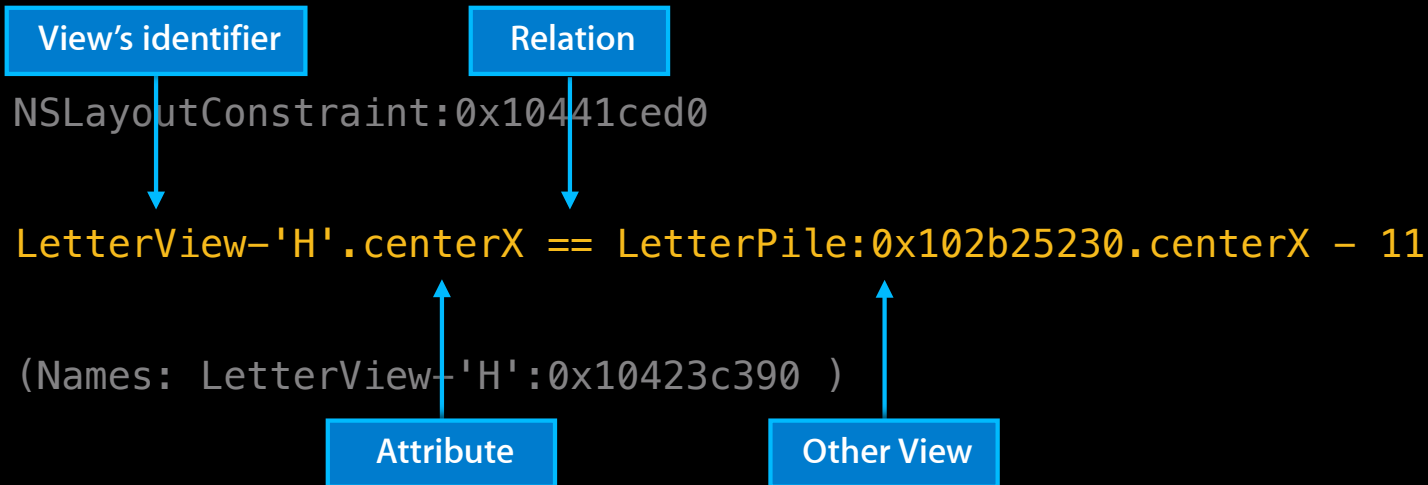 View’s identifier Relation
NSLayoutConstraint:0x10441ced0
LetterView-'H'.centerX == LetterPile:0x102b25230.centerX - 11
(Names: LetterView-'H':0x10423c390 )
Attribute Other View